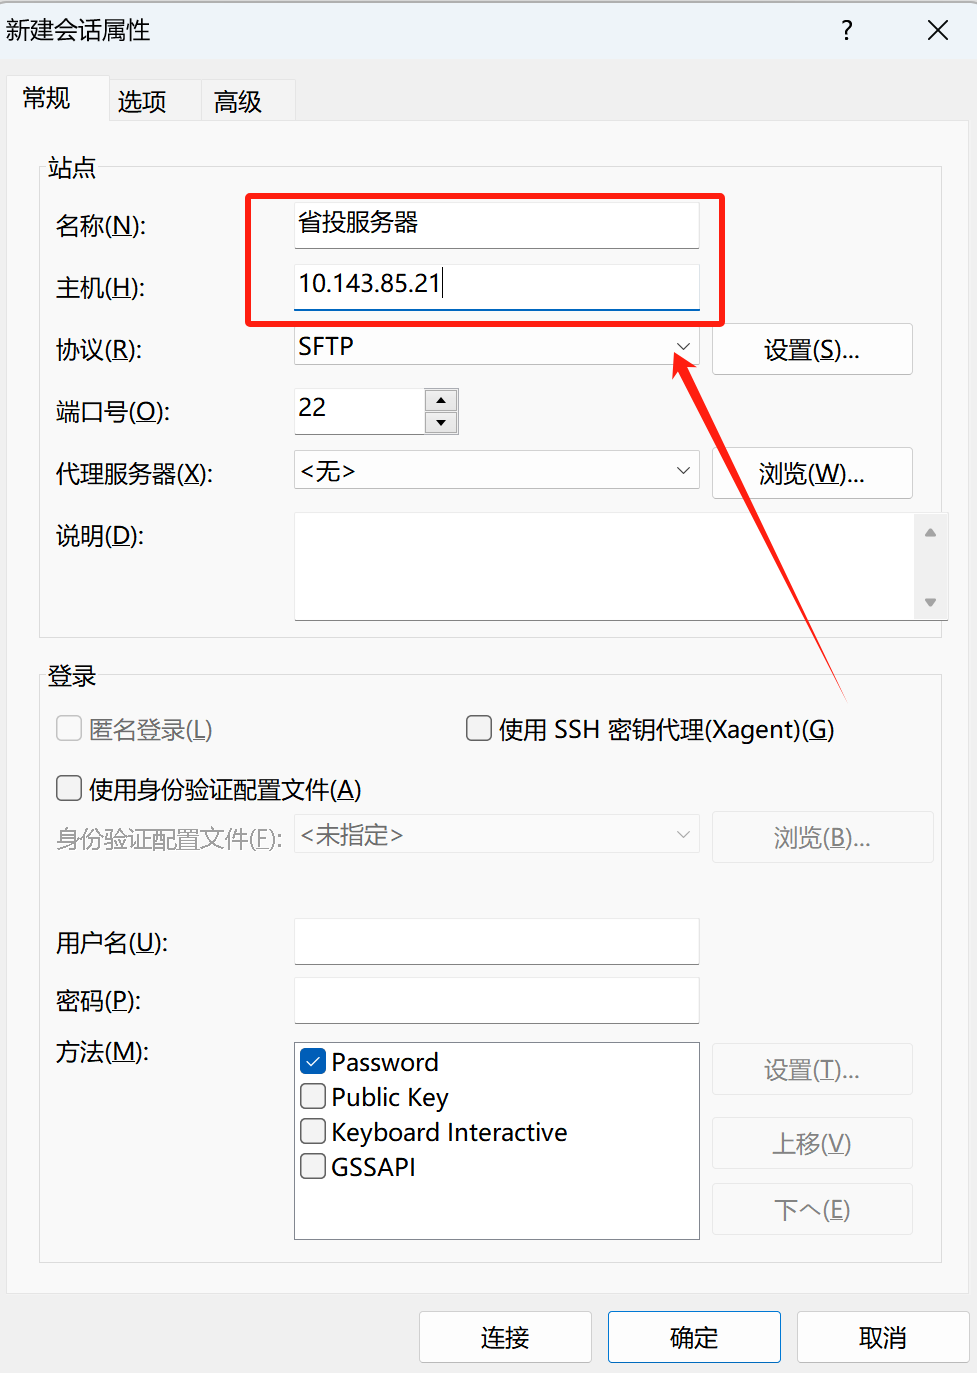 新建会话属性 ?
常规 选项 高级
站点
名称(N): 省投服务器
主机(H): 10.143.85.21
协议(R): SFTP 设置(S)...
端口号(O): 22
代理服务器(X): <无> 浏览(W)...
说明(D):
登录
匿名登录(L) 使用 SSH 密钥代理(Xagent)(G)
使用身份验证配置文件(A)
身份验证配置文件(F): <未指定> 浏览(B)...
用户名(U):
密码(P):
方法(M):
Password
Public Key
Keyboard Interactive
GSSAPI
设置(T)...
上移(V)
下へ(E)
连接 确定 取消